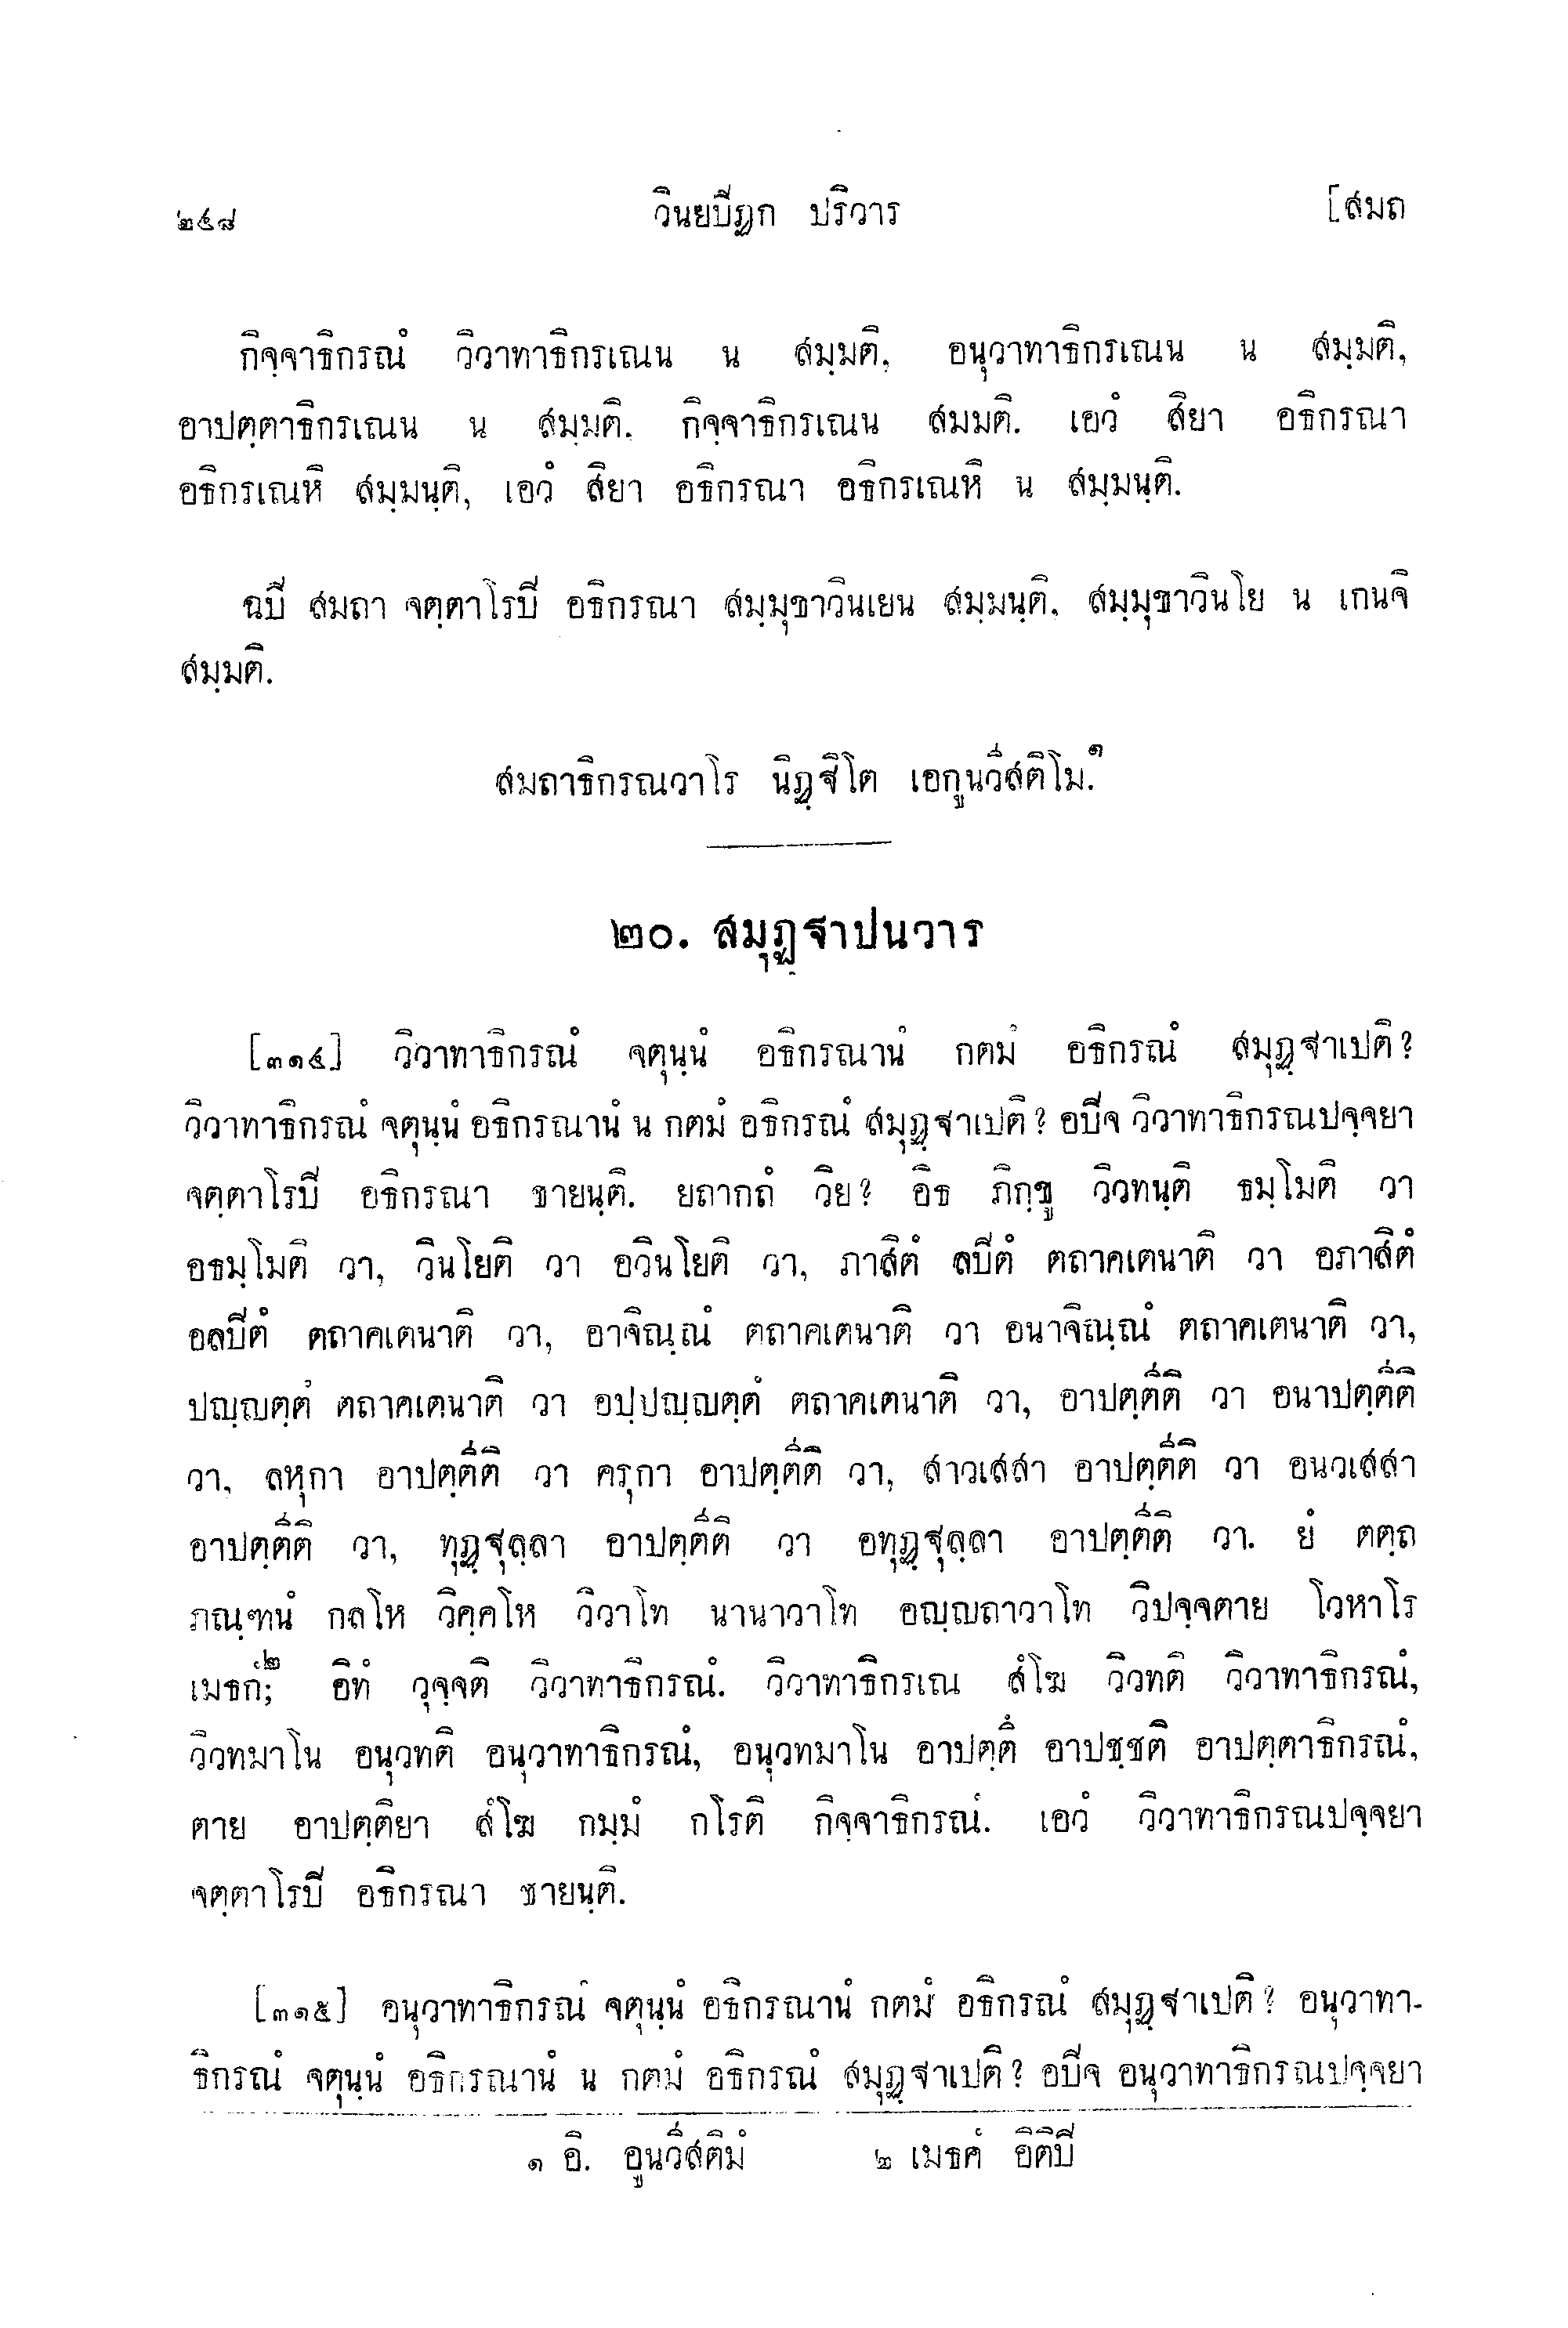 ๒๔๘ วินยปิฏก ปริวาร [สมถ
กิจฺจาธิกรณํ วิวาทาธิกรเณน น สมฺมติ, อนุวาทาธิกรเณน น สมฺมติ,
อาปตฺตาธิกรเณน น สมฺมติ. กิจฺจาธิกรเณน สมมติ. เอวํ สิยา อธิกรณา
อธิกรเณหิ สมฺมนฺติ, เอวํ สิยา อธิกรณา อธิกรเณหิ น สมฺมนฺติ.
ฉปิ สมถา จตฺตาโรปิ อธิกรณา สมฺมุขาวินเยน สมฺมนฺติ, สมฺมุขาวินโย น เกนจิ
สมฺมติ.
สมถาธิกรณวาโร นิฏฺฐิโต เอกูนวีสติโม.๑
๒๐. สมุฏฺฐาปนวาร
[๓๑๔] วิวาทาธิกรณํ จตุนฺนํ อธิกรณานํ กตมํ อธิกรณํ สมุฏฺฐาเปติ?
วิวาทาธิกรณํ จตุนฺนํ อธิกรณานํ น กตมํ อธิกรณํ สมุฏฺฐาเปติ? อปิจ วิวาทาธิกรณปจฺจยา
จตฺตาโรปิ อธิกรณา ชายนฺติ. ยถากถํ วิย? อิธ ภิกฺขู วิวทนฺติ ธมฺโมติ วา
อธมฺโมติ วา, วินโยติ วา อวินโยติ วา, ภาสิตํ ลปิตํ ตถาคเตนาติ วา อภาสิตํ
อลปิตํ ตถาคเตนาติ วา, อาจิณฺณํ ตถาคเตนาติ วา อนาจิณฺณํ ตถาคเตนาติ วา,
ปญฺญตฺตํ ตถาคเตนาติ วา อปฺปญฺญตฺตํ ตถาคเตนาติ วา, อาปตฺตีติ วา อนาปตฺตีติ
วา, ลหุกา อาปตฺตีติ วา ครุกา อาปตฺตีติ วา, สาวเสสา อาปตฺตีติ วา อนวเสสา
อาปตฺตีติ วา, ทุฏฺฐุลฺลา อาปตฺตีติ วา อทุฏฺฐุลฺลา อาปตฺตีติ วา. ยํ ตตฺถ
ภณฺฑนํ กลโห วิคฺคโห วิวาโท นานาวาโท อญฺญถาวาโท วิปจฺจตาย โวหาโร
เมธกํ;๒ อิทํ วุจฺจติ วิวาทาธิกรณํ. วิวาทาธิกรเณ สํโฆ วิวทติ วิวาทาธิกรณํ,
วิวทมาโน อนุวทติ อนุวาทาธิกรณํ, อนุวทมาโน อาปตฺตึ อาปชฺชติ อาปตฺตาธิกรณํ,
ตาย อาปตฺติยา สํโฆ กมฺมํ กโรติ กิจฺจาธิกรณํ. เอวํ วิวาทาธิกรณปจฺจยา
จตฺตาโรปิ อธิกรณา ชายนฺติ.
[๓๑๕] อนุวาทาธิกรณํ จตุนฺนํ อธิกรณานํ กตมํ อธิกรณํ สมุฏฺฐาเปติ? อนุวาทา-
ธิกรณํ จตุนฺนํ อธิกรณานํ น กตมํ อธิกรณํ สมุฏฺฐาเปติ? อปิจ อนุวาทาธิกรณปจฺจยา
๑ อิ. อูนวีสติมํ ๒ เมธคํ อิติปิ